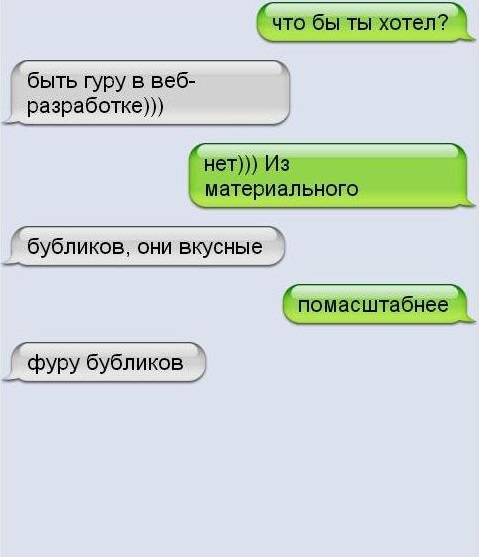 что бы ты хотел?
быть гуру в веб-
разработке)))
нет))) Из
материального
бубликов, они вкусные
помасштабнее
фуру бубликов